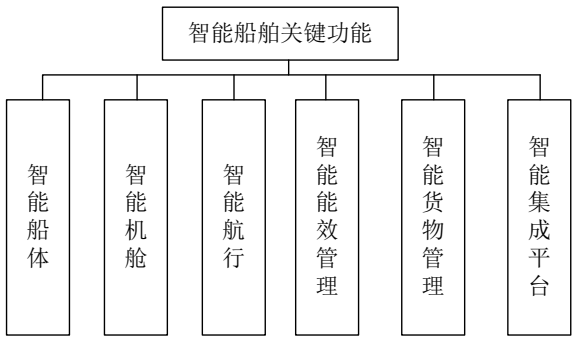 智能船舶关键功能
智能船体
智能机舱
智能航行
智能能效管理
智能货物管理
智能集成平台